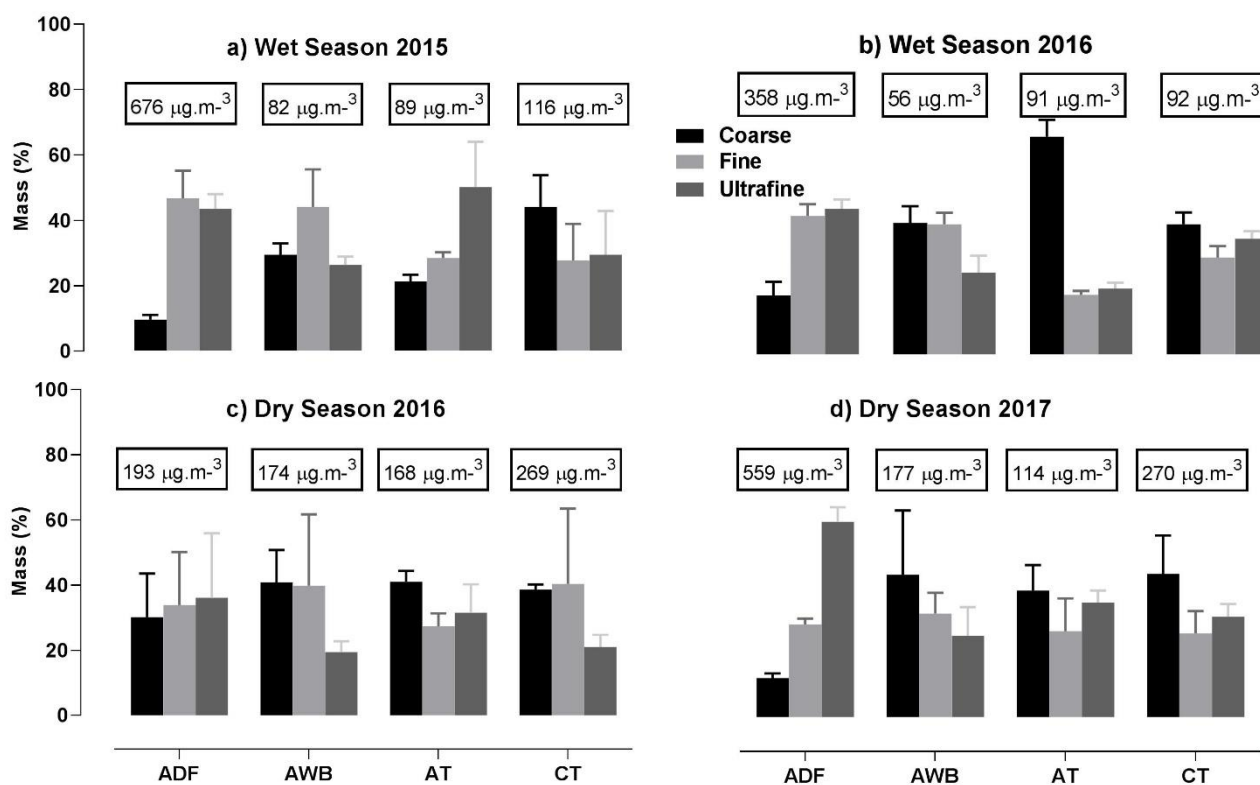 a) Wet Season 2015
b) Wet Season 2016
676 μg.m-3
82 μg.m-3
89 μg.m-3
116 μg.m-3
358 μg.m-3
56 μg.m-3
91 μg.m-3
92 μg.m-3
Coarse
Fine
Ultrafine
Mass (%)
100
80
60
40
20
0
c) Dry Season 2016
d) Dry Season 2017
193 μg.m-3
174 μg.m-3
168 μg.m-3
269 μg.m-3
559 μg.m-3
177 μg.m-3
114 μg.m-3
270 μg.m-3
Mass (%)
100
80
60
40
20
0
ADF AWB AT CT
ADF AWB AT CT